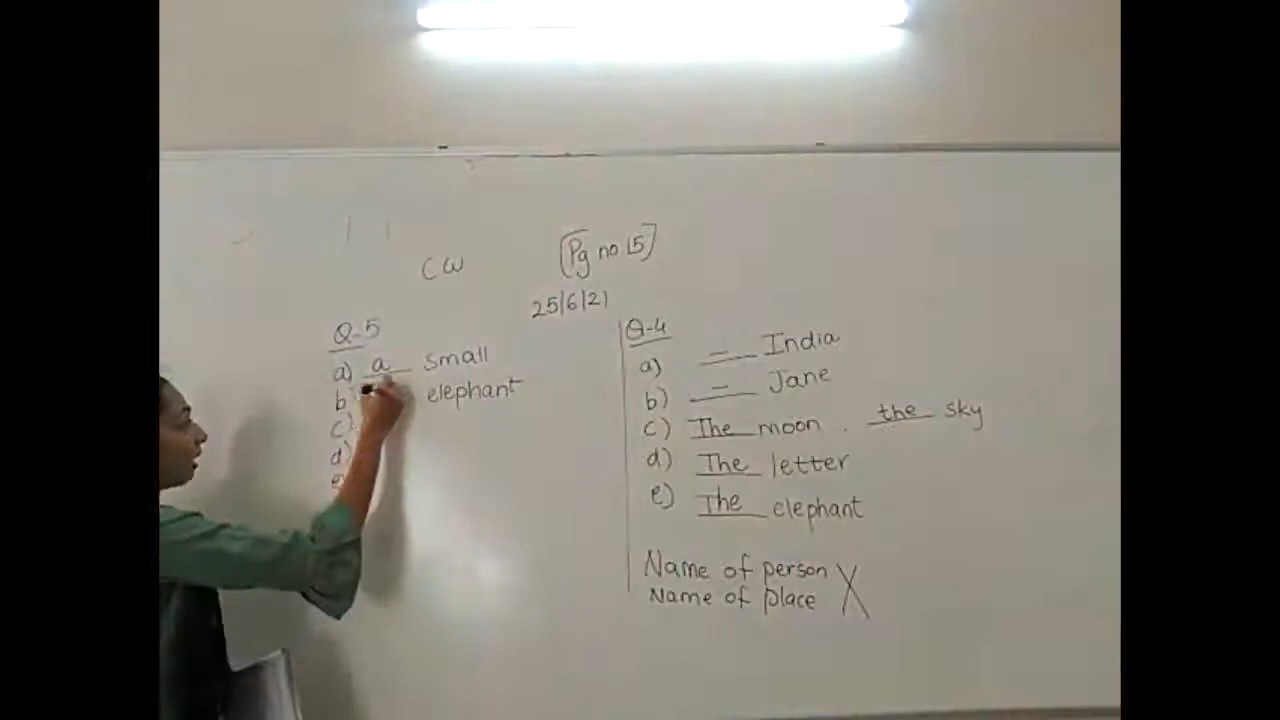 CW
[Pg no 15]
25/6/21
Q-5
a) a small
b) elephant
c)
d)
e)
Q-4
a) - India
b) - Jane
c) The moon. the sky
d) The letter
e) The elephant
Name of person X
Name of place